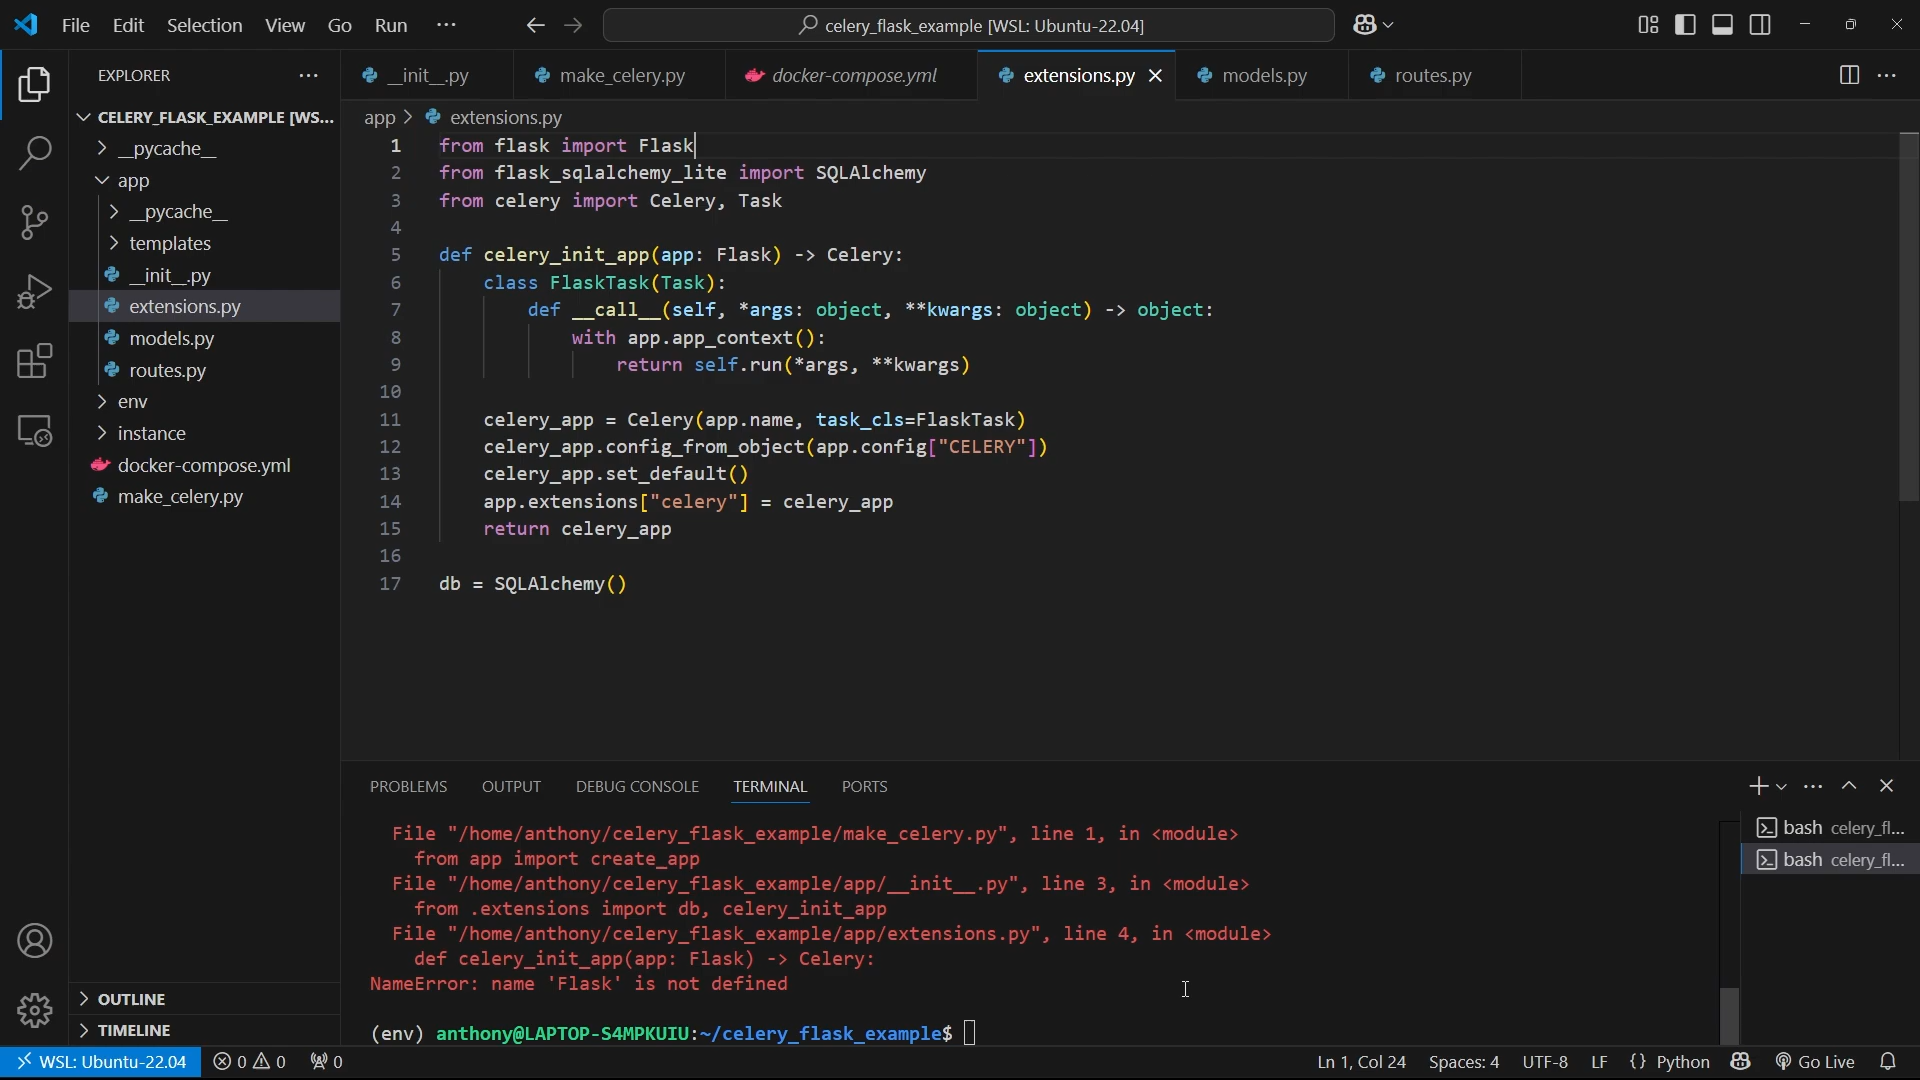 File Edit Selection View Go Run ···
celery_flask_example [WSL: Ubuntu-22.04]
EXPLORER
CELERY_FLASK_EXAMPLE [WS...
__pycache__
app
__pycache__
templates
__init__.py
extensions.py
models.py
routes.py
env
instance
docker-compose.yml
make_celery.py
OUTLINE
TIMELINE
__init__.py make_celery.py docker-compose.yml extensions.py models.py routes.py
app > extensions.py
1 from flask import Flask
2 from flask_sqlalchemy_lite import SQLAlchemy
3 from celery import Celery, Task
4
5 def celery_init_app(app: Flask) -> Celery:
6 class FlaskTask(Task):
7 def __call__(self, *args: object, **kwargs: object) -> object:
8 with app.app_context():
9 return self.run(*args, **kwargs)
10
11 celery_app = Celery(app.name, task_cls=FlaskTask)
12 celery_app.config_from_object(app.config["CELERY"])
13 celery_app.set_default()
14 app.extensions["celery"] = celery_app
15 return celery_app
16
17 db = SQLAlchemy()
PROBLEMS OUTPUT DEBUG CONSOLE TERMINAL PORTS
File "/home/anthony/celery_flask_example/make_celery.py", line 1, in <module>
from app import create_app
File "/home/anthony/celery_flask_example/app/__init__.py", line 3, in <module>
from .extensions import db, celery_init_app
File "/home/anthony/celery_flask_example/app/extensions.py", line 4, in <module>
def celery_init_app(app: Flask) -> Celery:
NameError: name 'Flask' is not defined
(env) anthony@LAPTOP-S4MPKUIU:~/celery_flask_example$
bash celery_fl...
bash celery_fl...
WSL: Ubuntu-22.04 0 0 0 Ln 1, Col 24 Spaces: 4 UTF-8 LF {} Python Go Live